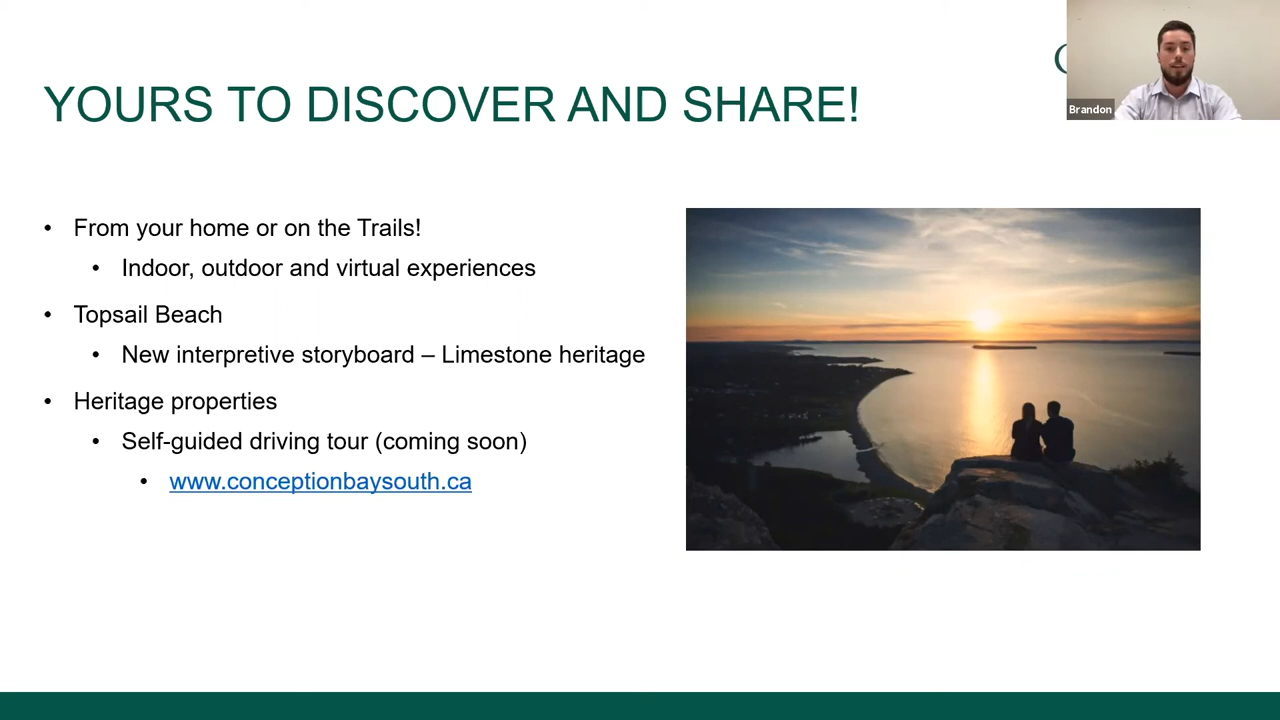 YOURS TO DISCOVER AND SHARE!
Brandon
• From your home or on the Trails!
• Indoor, outdoor and virtual experiences
• Topsail Beach
• New interpretive storyboard – Limestone heritage
• Heritage properties
• Self-guided driving tour (coming soon)
• www.conceptionbaysouth.ca